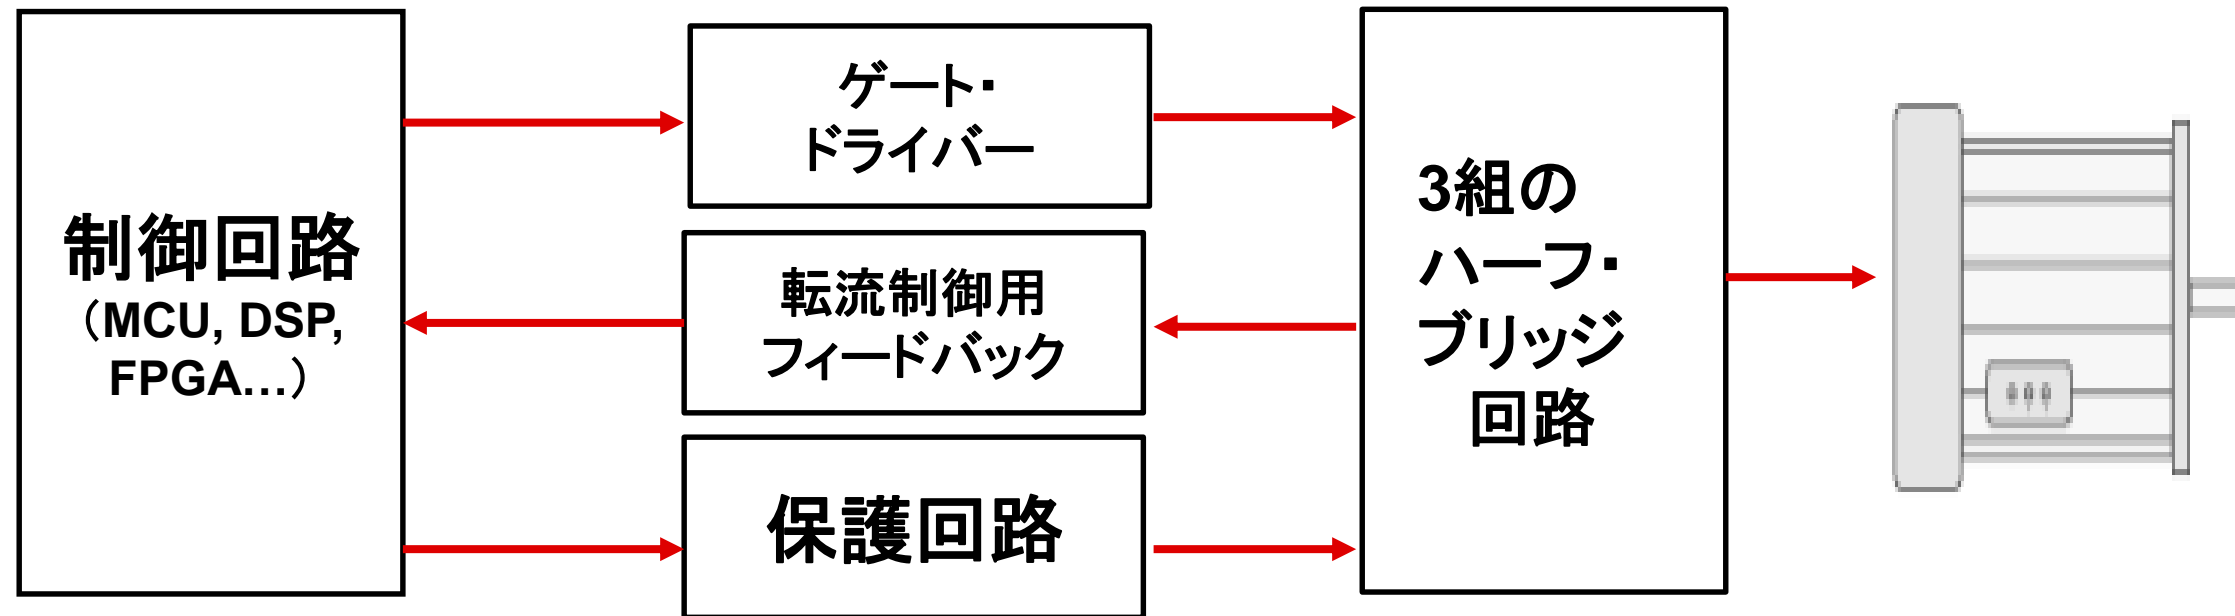 制御回路
（MCU, DSP,
FPGA...）
ゲート・
ドライバー
転流制御用
フィードバック
保護回路
3組の
ハーフ・
ブリッジ
回路